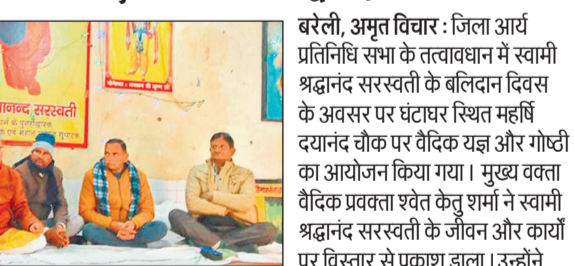 ानन्द सरस्वती
बरेली, अमृत विचार : जिला आर्य
प्रतिनिधि सभा के तत्वावधान में स्वामी
श्रद्धानंद सरस्वती के बलिदान दिवस
के अवसर पर घंटाघर स्थित महर्षि
दयानंद चौक पर वैदिक यज्ञ और गोष्ठी
का आयोजन किया गया। मुख्य वक्ता
वैदिक प्रवक्ता श्वेत केतु शर्मा ने स्वामी
श्रद्धानंद सरस्वती के जीवन और कार्यों
पर विस्तार से प्रकाश डाला। उन्होंने